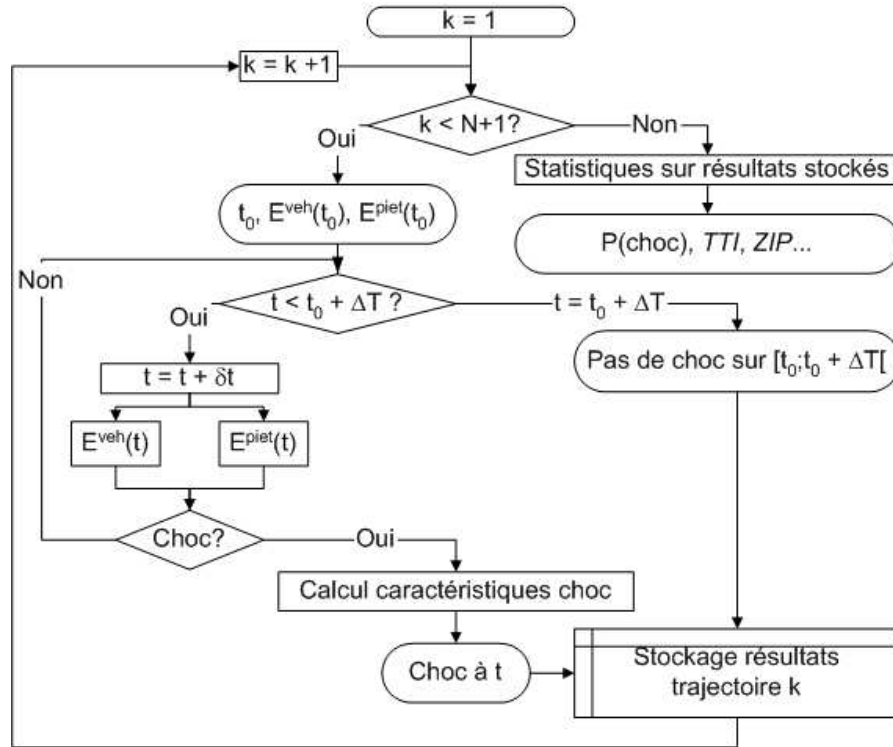 k = 1
k = k +1
k < N+1?
Oui
Non
Statistiques sur résultats stockés
t₀, Eᵛᵉʰ(t₀), Eᵖⁱᵉᵗ(t₀)
P(choc), TTI, ZIP...
Non
t < t₀ + ΔT ?
t = t₀ + ΔT
Oui
Pas de choc sur [t₀;t₀ + ΔT[
t = t + δt
Eᵛᵉʰ(t)
Eᵖⁱᵉᵗ(t)
Choc?
Oui
Calcul caractéristiques choc
Choc à t
Stockage résultats
trajectoire k